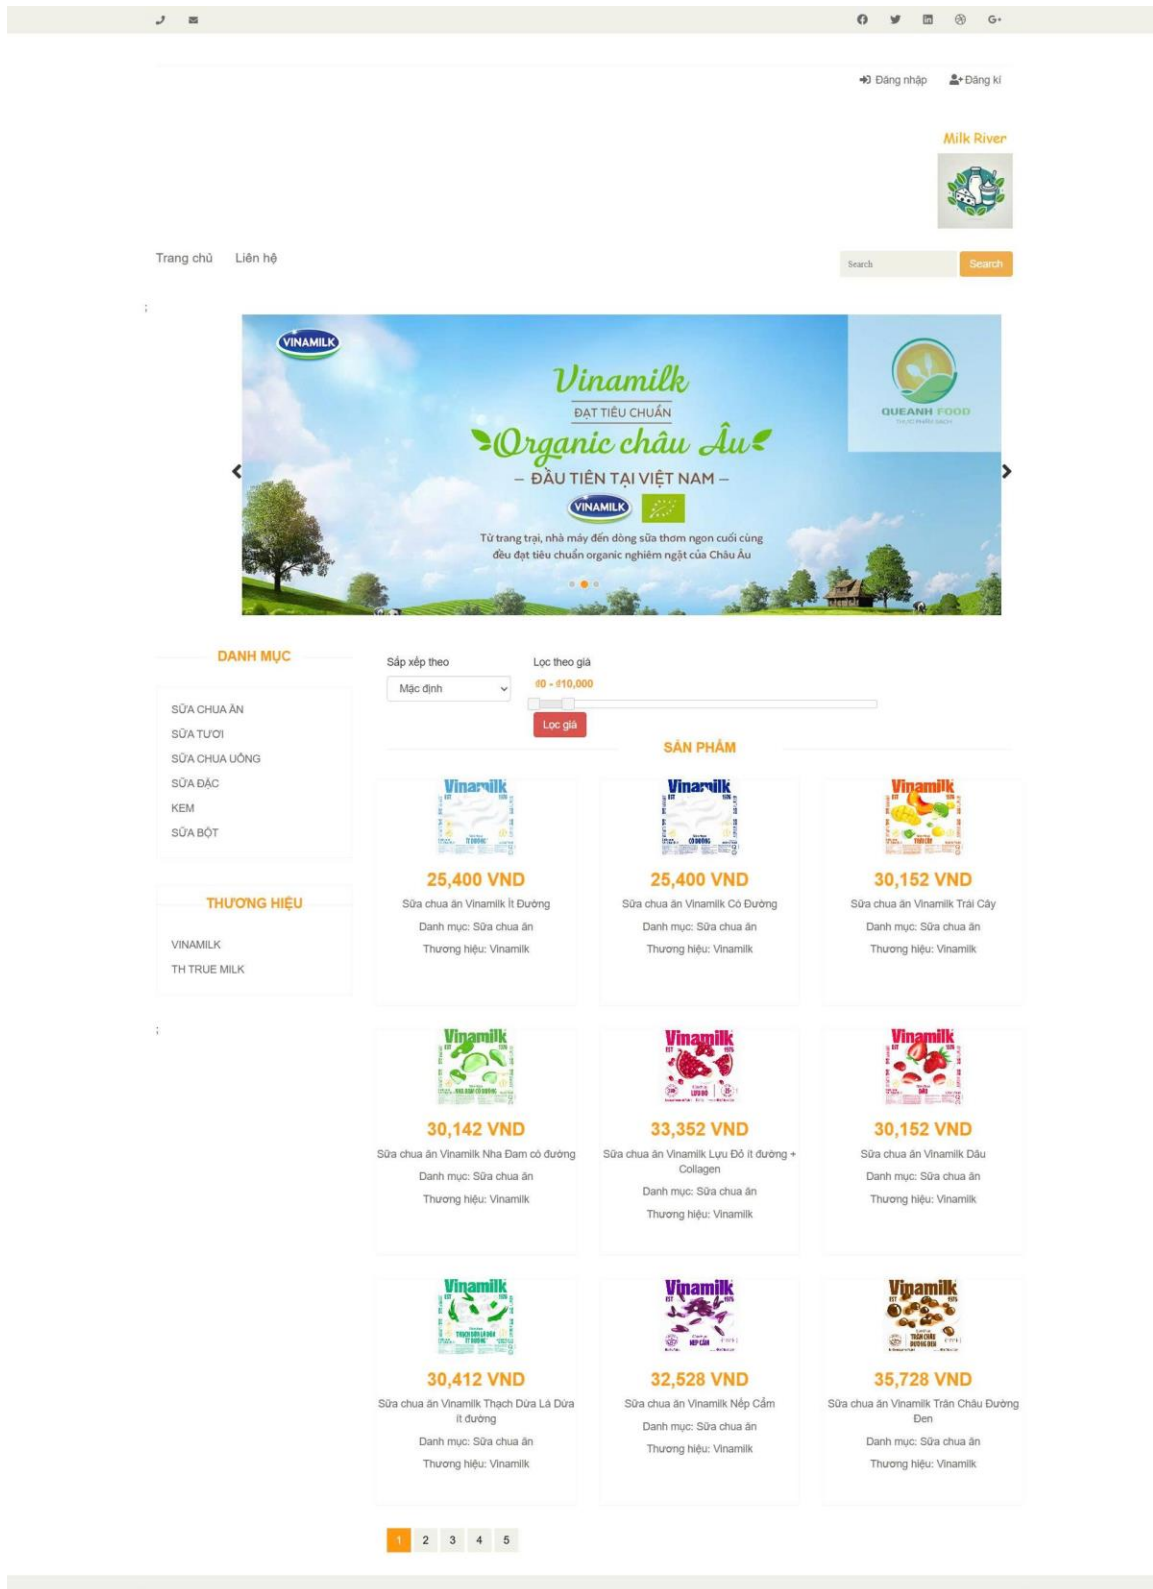 Đăng nhập Đăng kí
Milk River
Trang chủ Liên hệ
Search Search
;
VINAMILK
Vinamilk
ĐẠT TIÊU CHUẨN
Organic châu Âu
– ĐẦU TIÊN TẠI VIỆT NAM –
VINAMILK
Từ trang trại, nhà máy đến dòng sữa thơm ngon cuối cùng
đều đạt tiêu chuẩn organic nghiêm ngặt của Châu Âu
QUEANH FOOD
DANH MỤC
SỮA CHUA ĂN
SỮA TƯƠI
SỮA CHUA UỐNG
SỮA ĐẶC
KEM
SỮA BỘT
THƯƠNG HIỆU
VINAMILK
TH TRUE MILK
;
Sắp xếp theo Lọc theo giá
Mặc định
đ0 - đ10,000
Lọc giá
SẢN PHẨM
Vinamilk Vinamilk Vinamilk
25,400 VND 25,400 VND 30,152 VND
Sữa chua ăn Vinamilk Ít Đường Sữa chua ăn Vinamilk Có Đường Sữa chua ăn Vinamilk Trái Cây
Danh mục: Sữa chua ăn Danh mục: Sữa chua ăn Danh mục: Sữa chua ăn
Thương hiệu: Vinamilk Thương hiệu: Vinamilk Thương hiệu: Vinamilk
Vinamilk Vinamilk Vinamilk
30,142 VND 33,352 VND 30,152 VND
Sữa chua ăn Vinamilk Nha Đam có đường Sữa chua ăn Vinamilk Lựu Đỏ ít đường + Sữa chua ăn Vinamilk Dâu
Collagen
Danh mục: Sữa chua ăn Danh mục: Sữa chua ăn Danh mục: Sữa chua ăn
Thương hiệu: Vinamilk Thương hiệu: Vinamilk Thương hiệu: Vinamilk
Vinamilk Vinamilk Vinamilk
30,412 VND 32,528 VND 35,728 VND
Sữa chua ăn Vinamilk Thạch Dừa Lá Dứa Sữa chua ăn Vinamilk Nếp Cẩm Sữa chua ăn Vinamilk Trân Châu Đường
ít đường Đen
Danh mục: Sữa chua ăn Danh mục: Sữa chua ăn Danh mục: Sữa chua ăn
Thương hiệu: Vinamilk Thương hiệu: Vinamilk Thương hiệu: Vinamilk
1 2 3 4 5